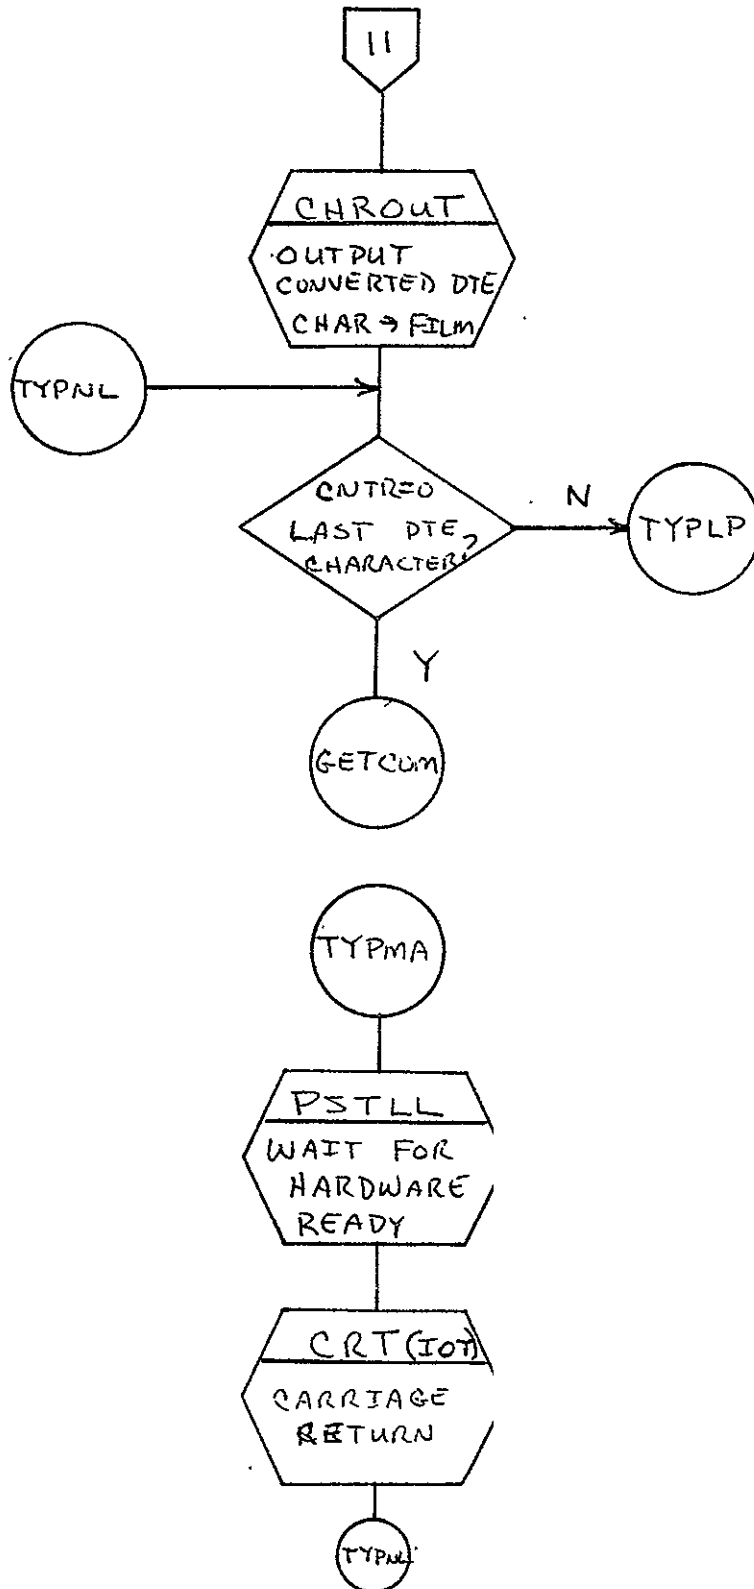 11
CHROUT
OUTPUT
CONVERTED DTE
CHAR → FILM
TYPNL
CNTR=0
LAST DTE
CHARACTER?
N
TYPLP
Y
GETCOM
TYPMA
PSTLL
WAIT FOR
HARDWARE
READY
CRT (IOT)
CARRIAGE
RETURN
TYPNL